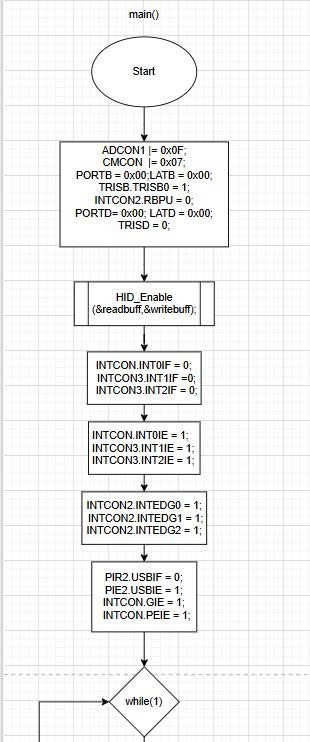 main()
Start
ADCON1 |= 0x0F;
CMCON |= 0x07;
PORTB = 0x00;LATB = 0x00;
TRISB.TRISB0 = 1;
INTCON2.RBPU = 0;
PORTD= 0x00; LATD = 0x00;
TRISD = 0;
HID_Enable
(&readbuff,&writebuff);
INTCON.INT0IF = 0;
INTCON3.INT1IF =0;
INTCON3.INT2IF = 0;
INTCON.INT0IE = 1;
INTCON3.INT1IE = 1;
INTCON3.INT2IE = 1;
INTCON2.INTEDG0 = 1;
INTCON2.INTEDG1 = 1;
INTCON2.INTEDG2 = 1;
PIR2.USBIF = 0;
PIE2.USBIE = 1;
INTCON.GIE = 1;
INTCON.PEIE = 1;
while(1)